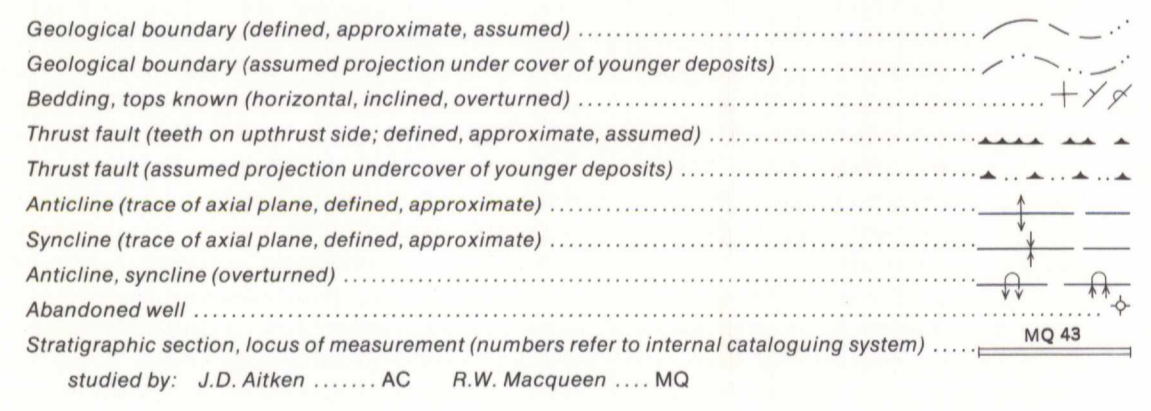 Geological boundary (defined, approximate, assumed)
Geological boundary (assumed projection under cover of younger deposits)
Bedding, tops known (horizontal, inclined, overturned)
Thrust fault (teeth on upthrust side; defined, approximate, assumed)
Thrust fault (assumed projection undercover of younger deposits)
Anticline (trace of axial plane, defined, approximate)
Syncline (trace of axial plane, defined, approximate)
Anticline, syncline (overturned)
Abandoned well
Stratigraphic section, locus of measurement (numbers refer to internal cataloguing system) ..... MQ 43
studied by: J.D. Aitken ....... AC R.W. Macqueen .... MQ